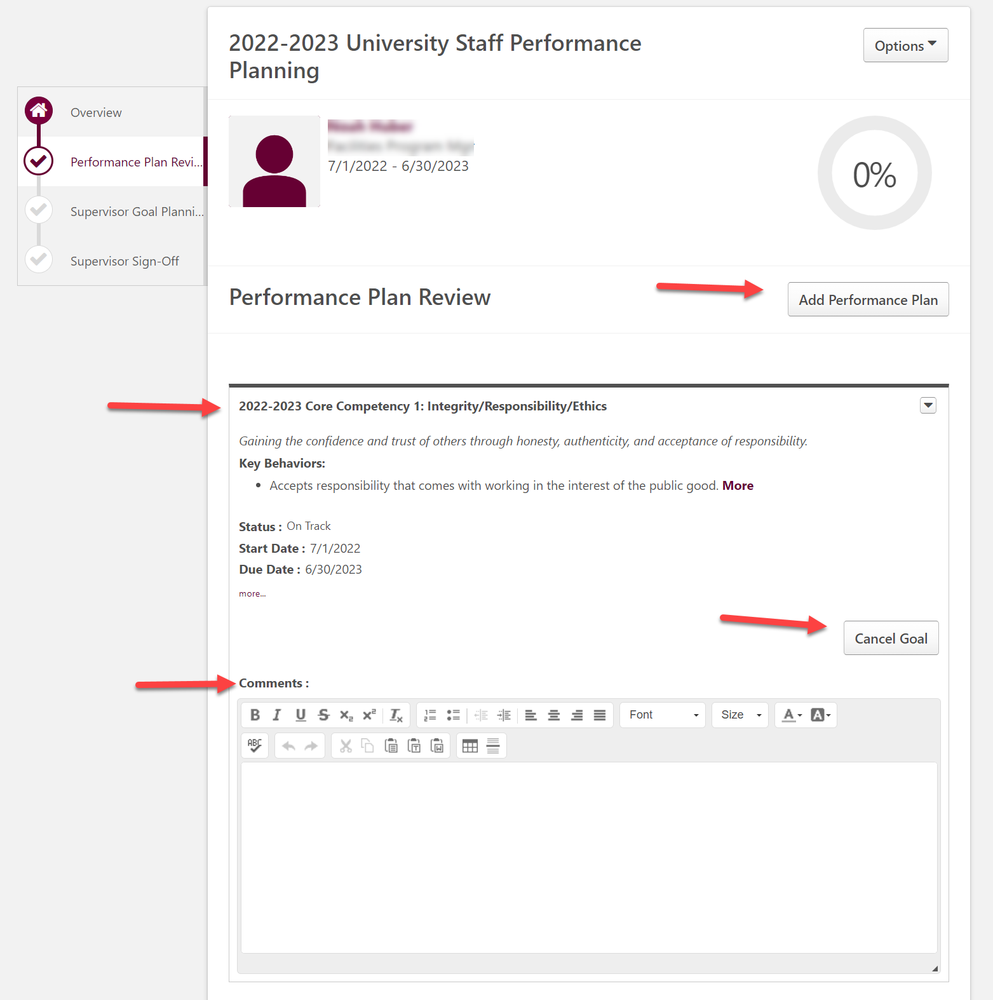 2022-2023 University Staff Performance
Planning
Options
Overview
Performance Plan Revi...
Supervisor Goal Planni...
Supervisor Sign-Off
7/1/2022 - 6/30/2023
0%
Performance Plan Review
Add Performance Plan
2022-2023 Core Competency 1: Integrity/Responsibility/Ethics
Gaining the confidence and trust of others through honesty, authenticity, and acceptance of responsibility.
Key Behaviors:
• Accepts responsibility that comes with working in the interest of the public good. More
Status : On Track
Start Date : 7/1/2022
Due Date : 6/30/2023
more...
Cancel Goal
Comments :
Font
Size